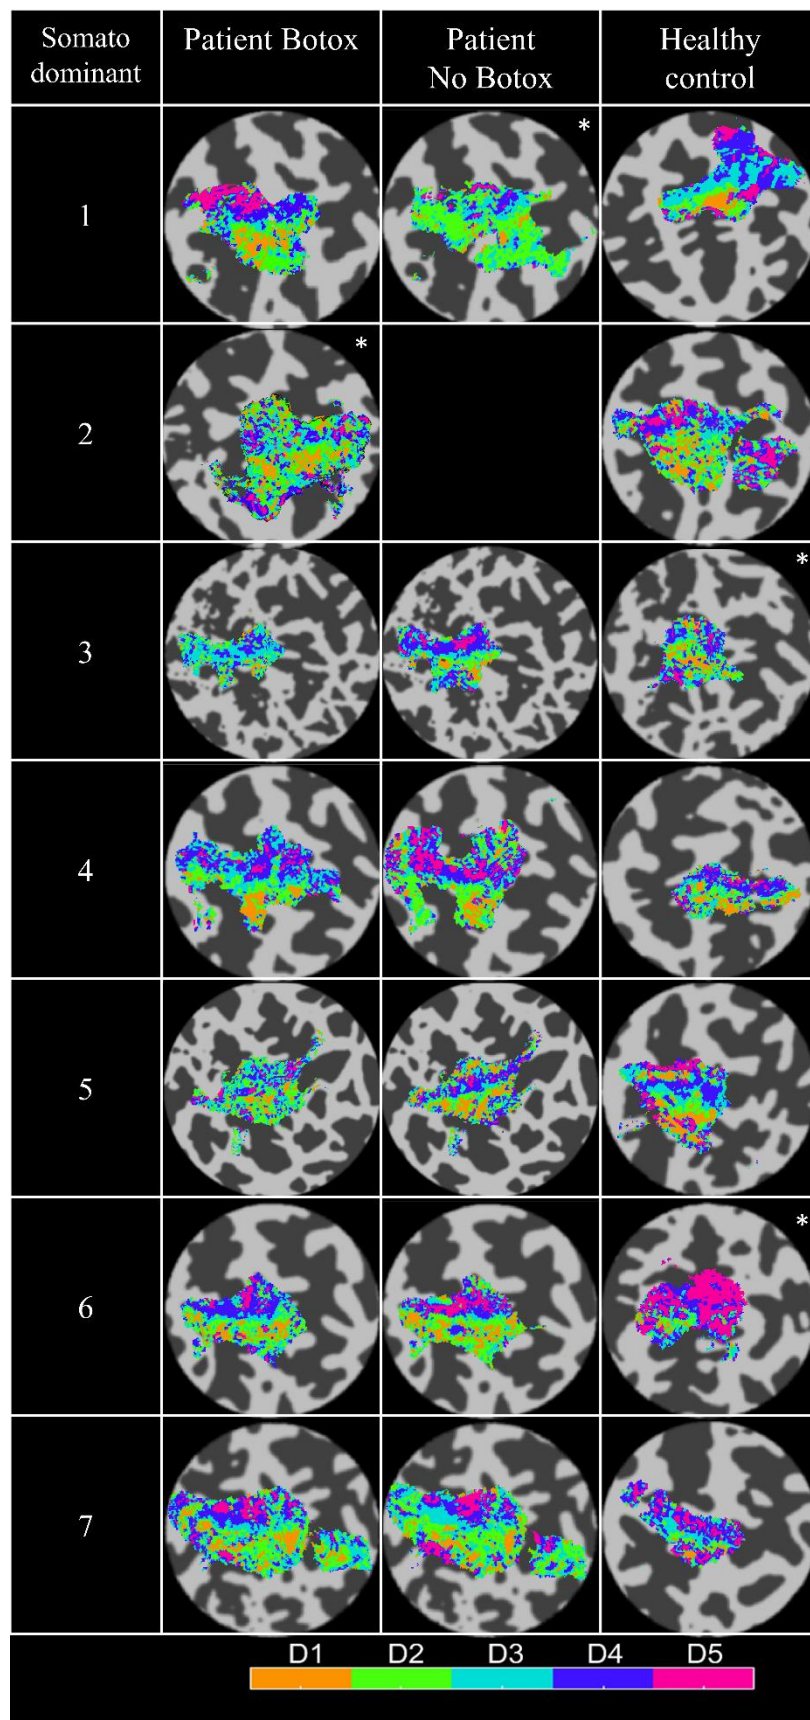 Somato dominant
Patient Botox
Patient No Botox
Healthy control
1
*
2
*
3
*
4
5
6
*
7
D1 D2 D3 D4 D5